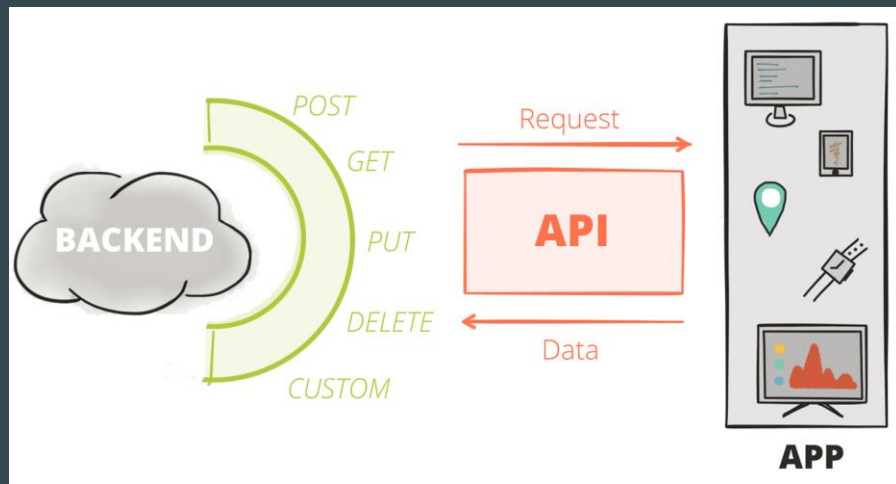 BACKEND
POST
GET
PUT
DELETE
CUSTOM
Request
API
Data
APP